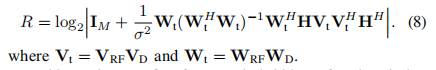 R = log₂|I_M + 1/σ² W_t(W_t^H W_t)^{-1} W_t^H HV_t V_t^H H^H|. (8)
where V_t = V_RF V_D and W_t = W_RF W_D.